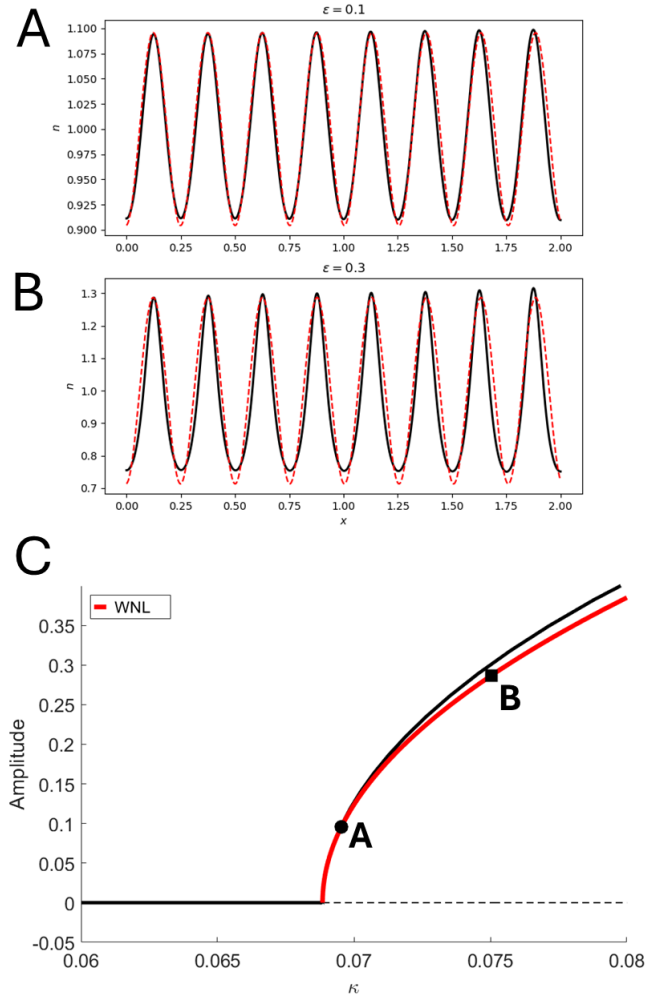 A
ε = 0.1
1.100
1.075
1.050
1.025
1.000
0.975
0.950
0.925
0.900
n
0.00 0.25 0.50 0.75 1.00 1.25 1.50 1.75 2.00
B
ε = 0.3
1.3
1.2
1.1
1.0
0.9
0.8
0.7
n
0.00 0.25 0.50 0.75 1.00 1.25 1.50 1.75 2.00
x
C
WNL
0.35
0.3
0.25
0.2
0.15
0.1
0.05
0
-0.05
Amplitude
B
A
0.06 0.065 0.07 0.075 0.08
κ